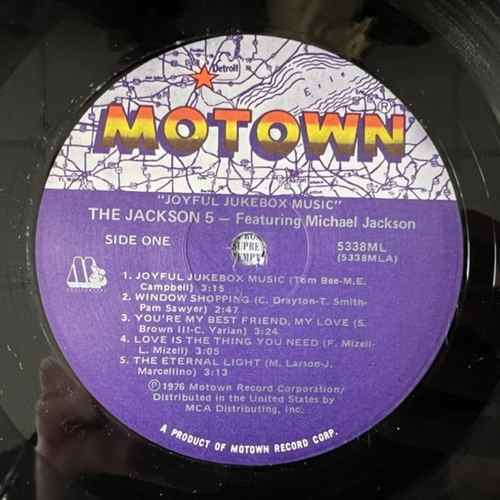 Detroit
Erie
MOTOWN®
"JOYFUL JUKEBOX MUSIC"
THE JACKSON 5 — Featuring Michael Jackson
SIDE ONE
5338ML
(5338MLA)
SUPRE
1. JOYFUL JUKEBOX MUSIC (Tom Bee-M.E.
Campbell) 3:15
2. WINDOW SHOPPING (C. Drayton-T. Smith-
Pam Sawyer) 2:47
3. YOU'RE MY BEST FRIEND, MY LOVE (S.
Brown III-C. Yarian) 3:24
4. LOVE IS THE THING YOU NEED (F. Mizell-
L. Mizell) 3:05
5. THE ETERNAL LIGHT (M. Larson-J.
Marcellino) 3:13
Ⓟ 1976 Motown Record Corporation/
Distributed in the United States by
MCA Distributing, Inc.
A PRODUCT OF MOTOWN RECORD CORP.